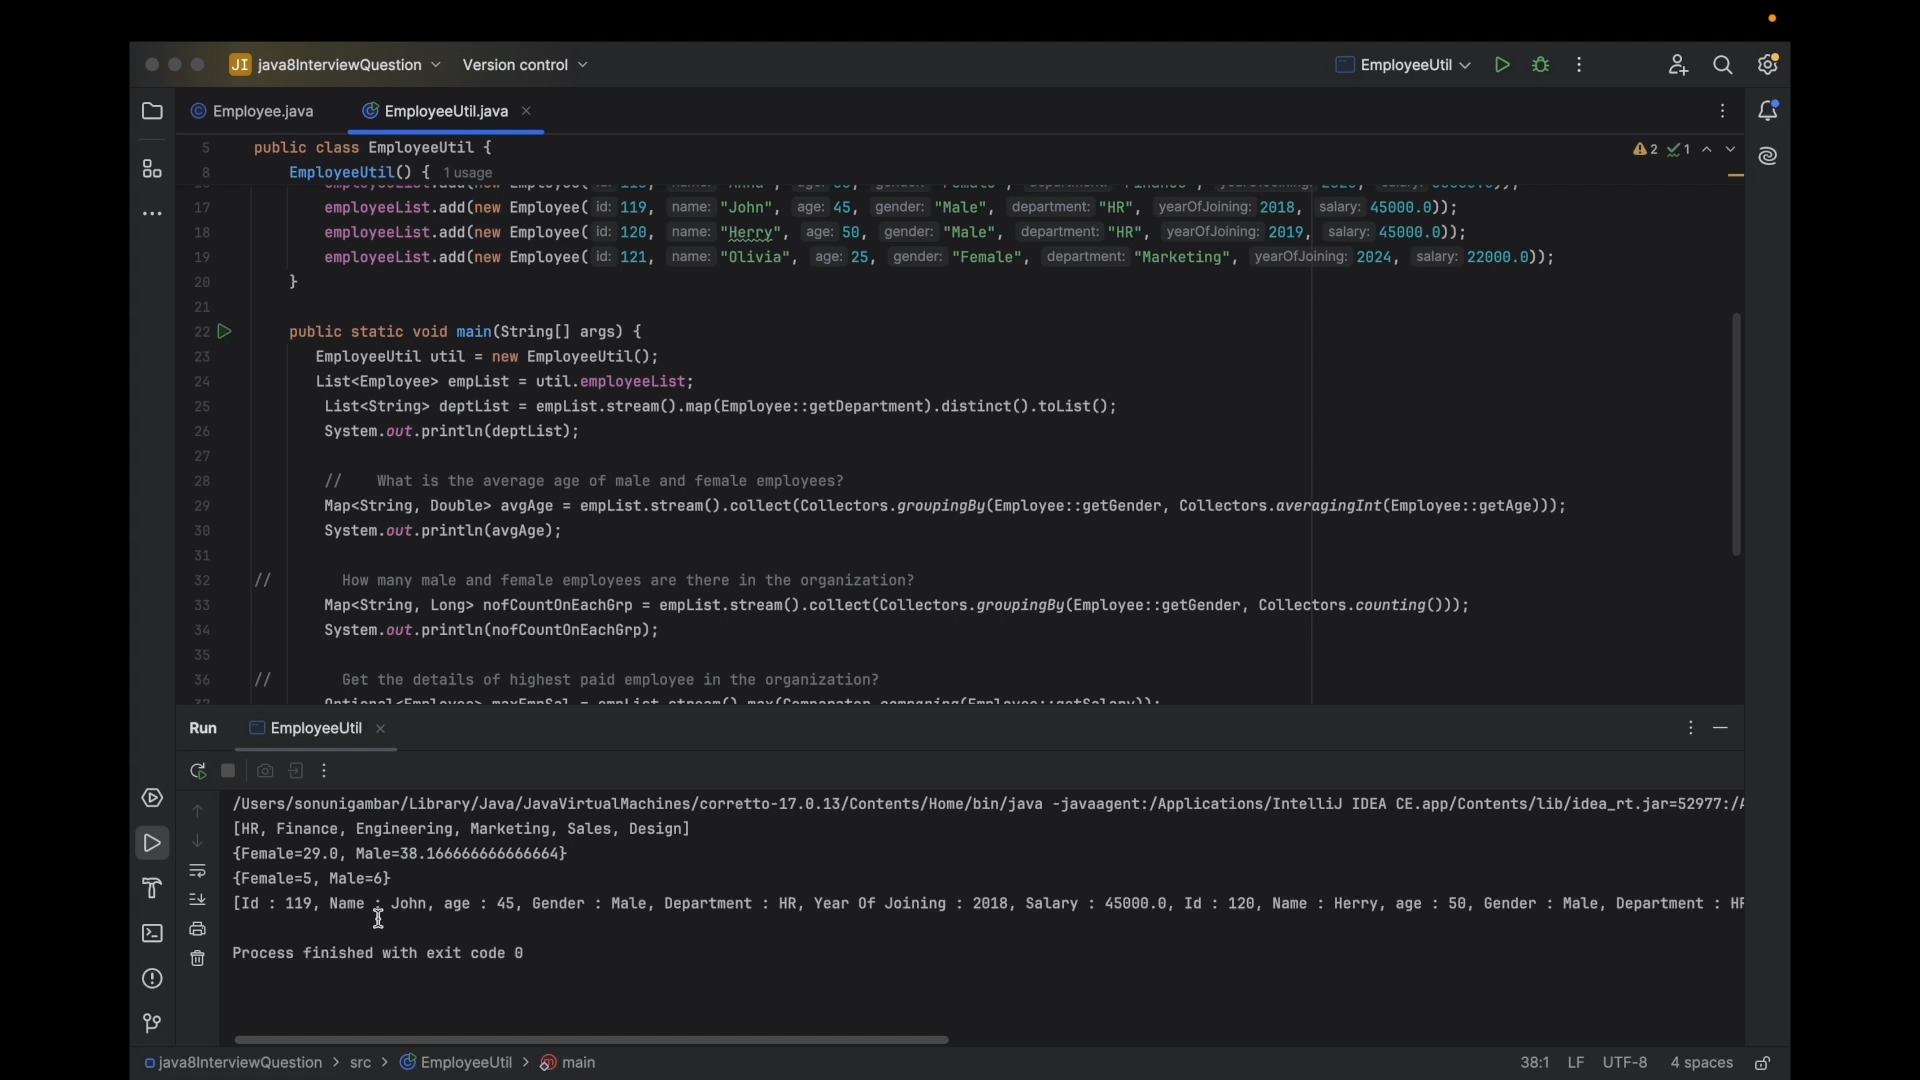 JI java8InterviewQuestion Version control EmployeeUtil
Employee.java EmployeeUtil.java
5 public class EmployeeUtil { 2 1
8 EmployeeUtil() { 1 usage
17 employeeList.add(new Employee( id: 119, name: "John", age: 45, gender: "Male", department: "HR", yearOfJoining: 2018, salary: 45000.0));
18 employeeList.add(new Employee( id: 120, name: "Herry", age: 50, gender: "Male", department: "HR", yearOfJoining: 2019, salary: 45000.0));
19 employeeList.add(new Employee( id: 121, name: "Olivia", age: 25, gender: "Female", department: "Marketing", yearOfJoining: 2024, salary: 22000.0));
20 }
21
22 public static void main(String[] args) {
23 EmployeeUtil util = new EmployeeUtil();
24 List<Employee> empList = util.employeeList;
25 List<String> deptList = empList.stream().map(Employee::getDepartment).distinct().toList();
26 System.out.println(deptList);
27
28 // What is the average age of male and female employees?
29 Map<String, Double> avgAge = empList.stream().collect(Collectors.groupingBy(Employee::getGender, Collectors.averagingInt(Employee::getAge)));
30 System.out.println(avgAge);
31
32 // How many male and female employees are there in the organization?
33 Map<String, Long> nofCountOnEachGrp = empList.stream().collect(Collectors.groupingBy(Employee::getGender, Collectors.counting()));
34 System.out.println(nofCountOnEachGrp);
35
36 // Get the details of highest paid employee in the organization?
37 Optional<Employee> maxEmpSal = empList.stream().max(Comparator.comparing(Employee::getSalary));
Run EmployeeUtil
/Users/sonunigambar/Library/Java/JavaVirtualMachines/corretto-17.0.13/Contents/Home/bin/java -javaagent:/Applications/IntelliJ IDEA CE.app/Contents/lib/idea_rt.jar=52977:/
[HR, Finance, Engineering, Marketing, Sales, Design]
{Female=29.0, Male=38.166666666666664}
{Female=5, Male=6}
[Id : 119, Name : John, age : 45, Gender : Male, Department : HR, Year Of Joining : 2018, Salary : 45000.0, Id : 120, Name : Herry, age : 50, Gender : Male, Department : HR
Process finished with exit code 0
java8InterviewQuestion > src > EmployeeUtil > main 38:1 LF UTF-8 4 spaces